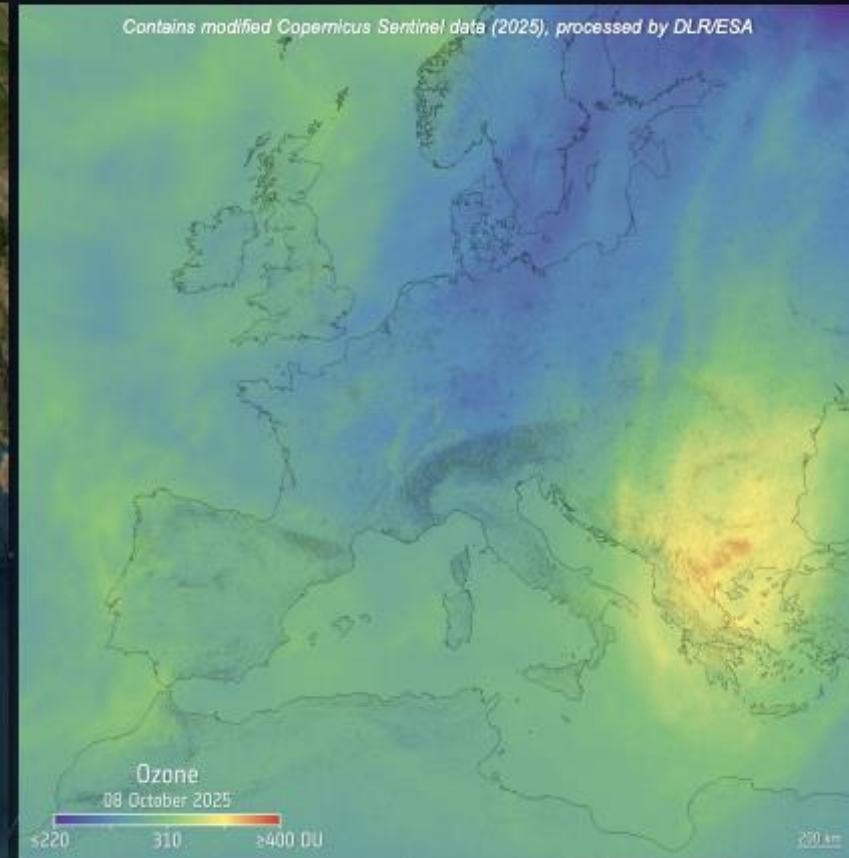 Contains modified Copernicus Sentinel data (2025), processed by DLR/ESA
Ozone
08 October 2025
≤220 310 ≥400 DU
200 km